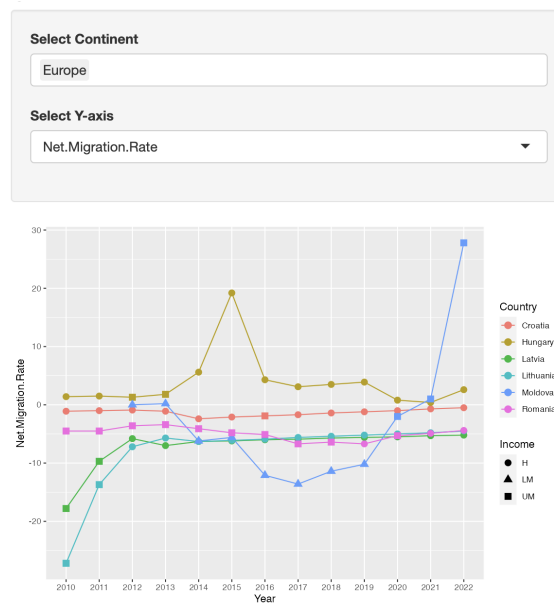 Select Continent
Europe
Select Y-axis
Net.Migration.Rate
30
20
10
0
-10
-20
Net.Migration.Rate
2010 2011 2012 2013 2014 2015 2016 2017 2018 2019 2020 2021 2022
Year
Country
Croatia
Hungary
Latvia
Lithuania
Moldova
Romania
Income
H
LM
UM